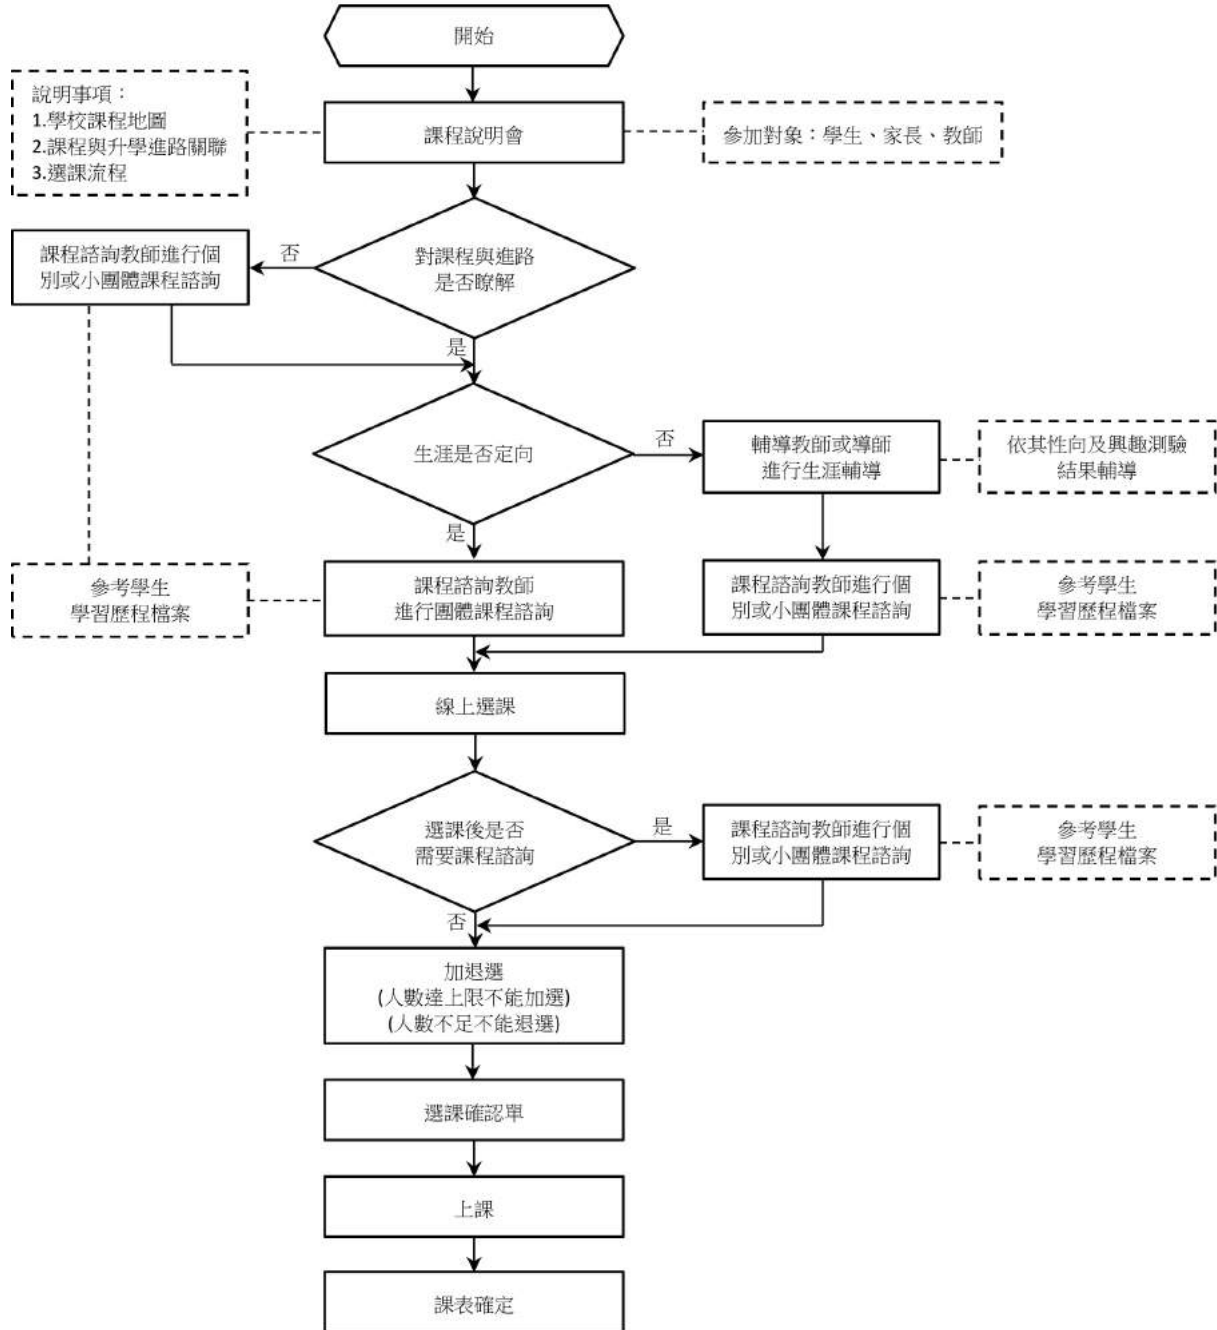 開始
說明事項：
1.學校課程地圖
2.課程與升學進路關聯
3.選課流程
課程說明會
參加對象：學生、家長、教師
對課程與進路
是否瞭解
否
課程諮詢教師進行個
別或小團體課程諮詢
是
生涯是否定向
否
輔導教師或導師
進行生涯輔導
依其性向及興趣測驗
結果輔導
是
參考學生
學習歷程檔案
課程諮詢教師
進行團體課程諮詢
課程諮詢教師進行個
別或小團體課程諮詢
參考學生
學習歷程檔案
線上選課
選課後是否
需要課程諮詢
是
課程諮詢教師進行個
別或小團體課程諮詢
參考學生
學習歷程檔案
否
加退選
(人數達上限不能加選)
(人數不足不能退選)
選課確認單
上課
課表確定